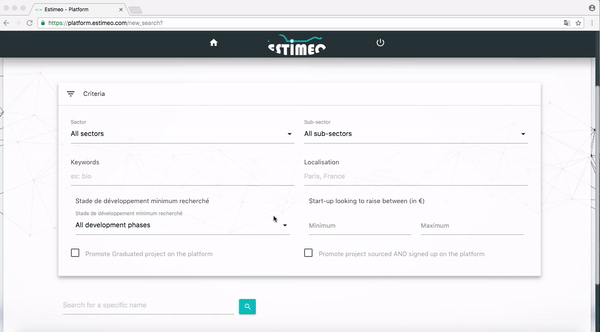 Estimeo - Platform
https://platform.estimeo.com/new_search?
ESTIMEO
Criteria
Sector
Sub-sector
All sectors
All sub-sectors
Keywords
Localisation
ex: bio
Paris, France
Stade de développement minimum recherché
Start-up looking to raise between (in €)
Stade de développement minimum recherché
All development phases
Minimum
Maximum
Promote Graduated project on the platform
Promote project sourced AND signed up on the platform
Search for a specific name